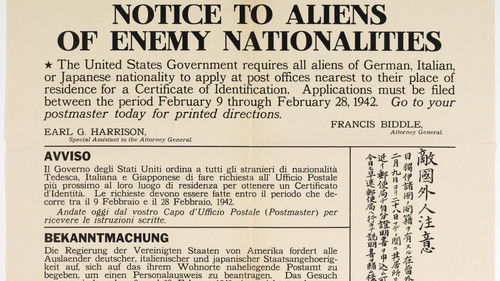 NOTICE TO ALIENS
OF ENEMY NATIONALITIES
★ The United States Government requires all aliens of German, Italian,
or Japanese nationality to apply at post offices nearest to their place of
residence for a Certificate of Identification. Applications must be filed
between the period February 9 through February 28, 1942. Go to your
postmaster today for printed directions.
FRANCIS BIDDLE,
Attorney General.
EARL G. HARRISON,
Special Assistant to the Attorney General.
AVVISO
Il Governo degli Stati Uniti ordina a tutti gli stranieri di nazionalità
Tedesca, Italiana e Giapponese di fare richiesta all' Ufficio Postale
più prossimo al loro luogo di residenza per ottenere un Certificato
d'Identità. Le richieste devono essere fatte entro il periodo che de-
corre tra il 9 Febbraio e il 28 Febbraio, 1942.
Andate oggi dal vostro Capo d'Ufficio Postale (Postmaster) per
ricevere le istruzioni scritte.
BEKANNTMACHUNG
Die Regierung der Vereinigten Staaten von Amerika fordert alle
Auslaender deutscher, italienischer und japanischer Staatsangehoerig-
keit auf, sich auf das ihrem Wohnorte naheliegende Postamt zu
begeben, um einen Personalausweis zu beantragen. Das Gesuch
敵國外人注意